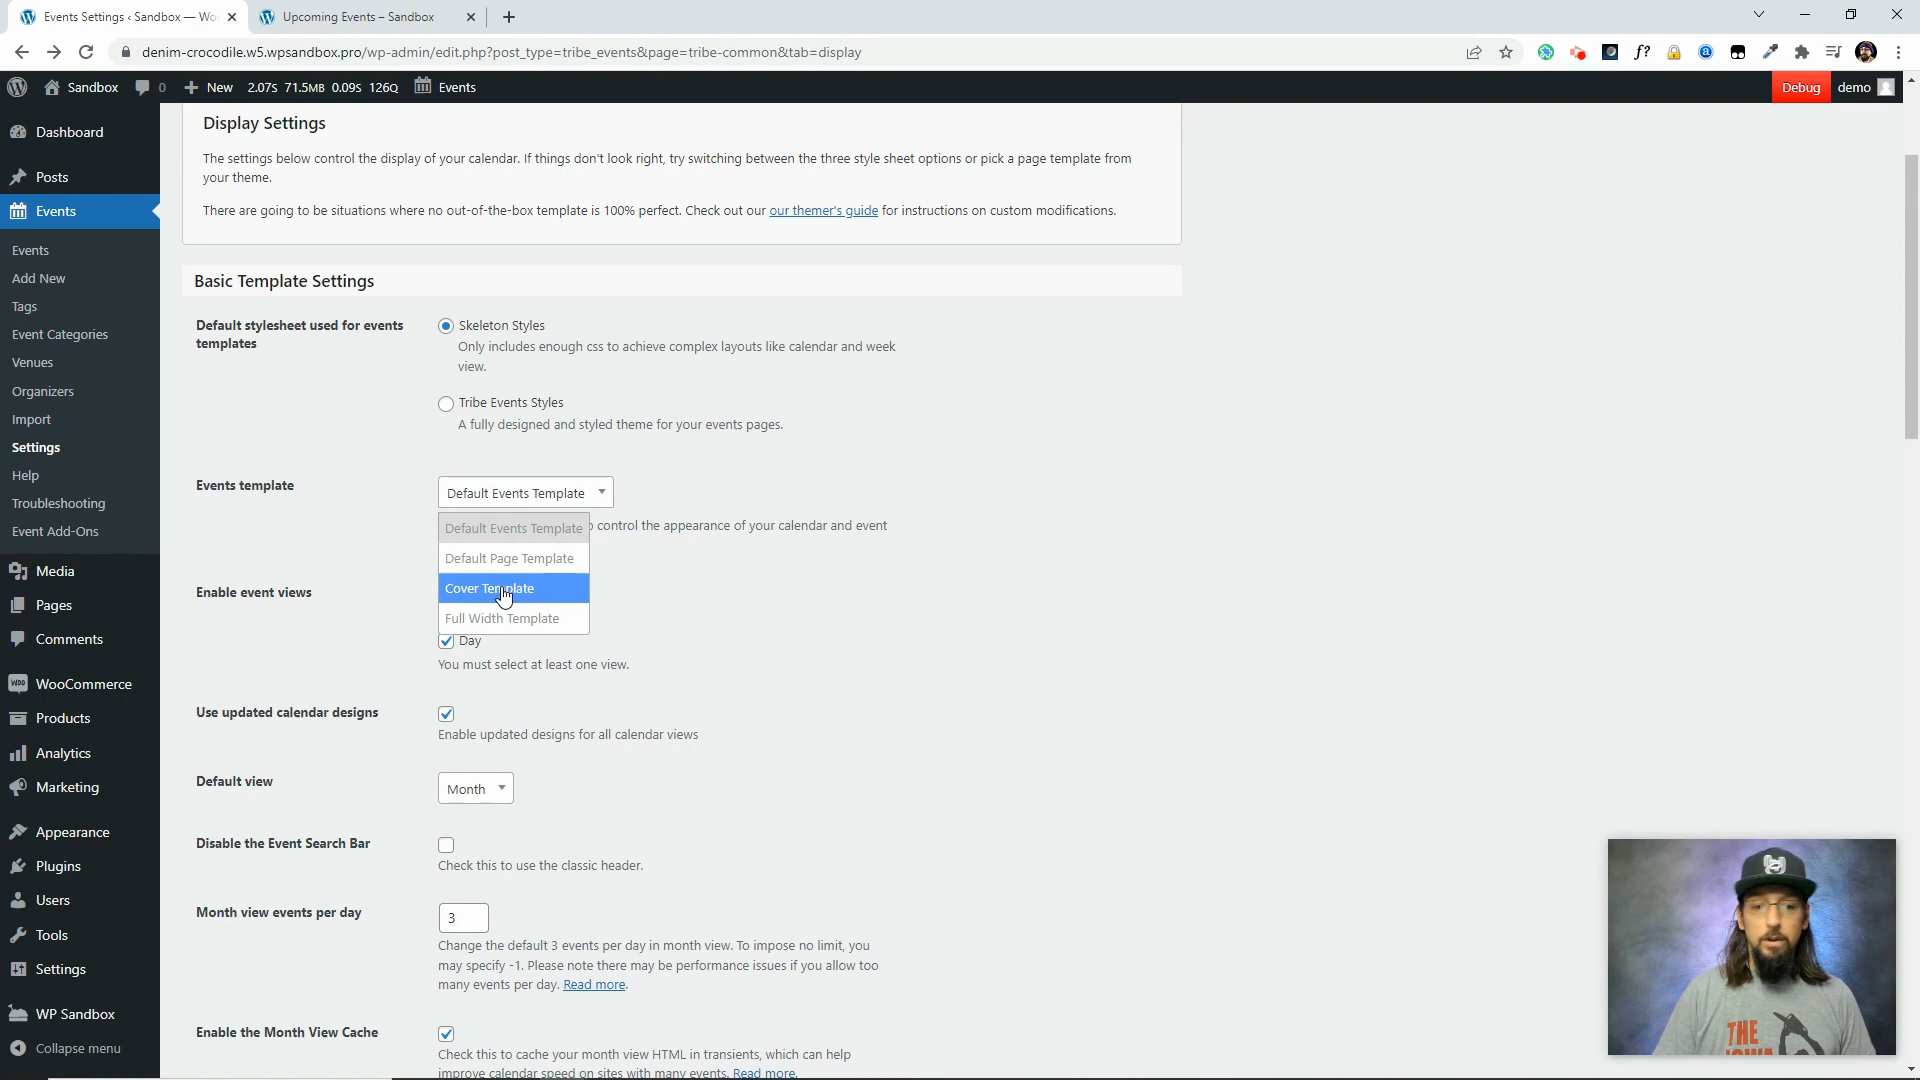 Events Settings ‹ Sandbox — Wo
Upcoming Events – Sandbox
denim-crocodile.w5.wpsandbox.pro/wp-admin/edit.php?post_type=tribe_events&page=tribe-common&tab=display
Sandbox
0
New
2.07s 71.5MB 0.09s 126Q
Events
Debug
demo
Dashboard
Posts
Events
Events
Add New
Tags
Event Categories
Venues
Organizers
Import
Settings
Help
Troubleshooting
Event Add-Ons
Media
Pages
Comments
WooCommerce
Products
Analytics
Marketing
Appearance
Plugins
Users
Tools
Settings
WP Sandbox
Collapse menu
Display Settings
The settings below control the display of your calendar. If things don't look right, try switching between the three style sheet options or pick a page template from
your theme.
There are going to be situations where no out-of-the-box template is 100% perfect. Check out our our themer's guide for instructions on custom modifications.
Basic Template Settings
Default stylesheet used for events
templates
Skeleton Styles
Only includes enough css to achieve complex layouts like calendar and week
view.
Tribe Events Styles
A fully designed and styled theme for your events pages.
Events template
Default Events Template
Default Events Template
control the appearance of your calendar and event
Default Page Template
Cover Template
Full Width Template
Enable event views
Day
You must select at least one view.
Use updated calendar designs
Enable updated designs for all calendar views
Default view
Month
Disable the Event Search Bar
Check this to use the classic header.
Month view events per day
3
Change the default 3 events per day in month view. To impose no limit, you
may specify -1. Please note there may be performance issues if you allow too
many events per day. Read more.
Enable the Month View Cache
Check this to cache your month view HTML in transients, which can help
improve calendar speed on sites with many events. Read more.
THE
IOWA